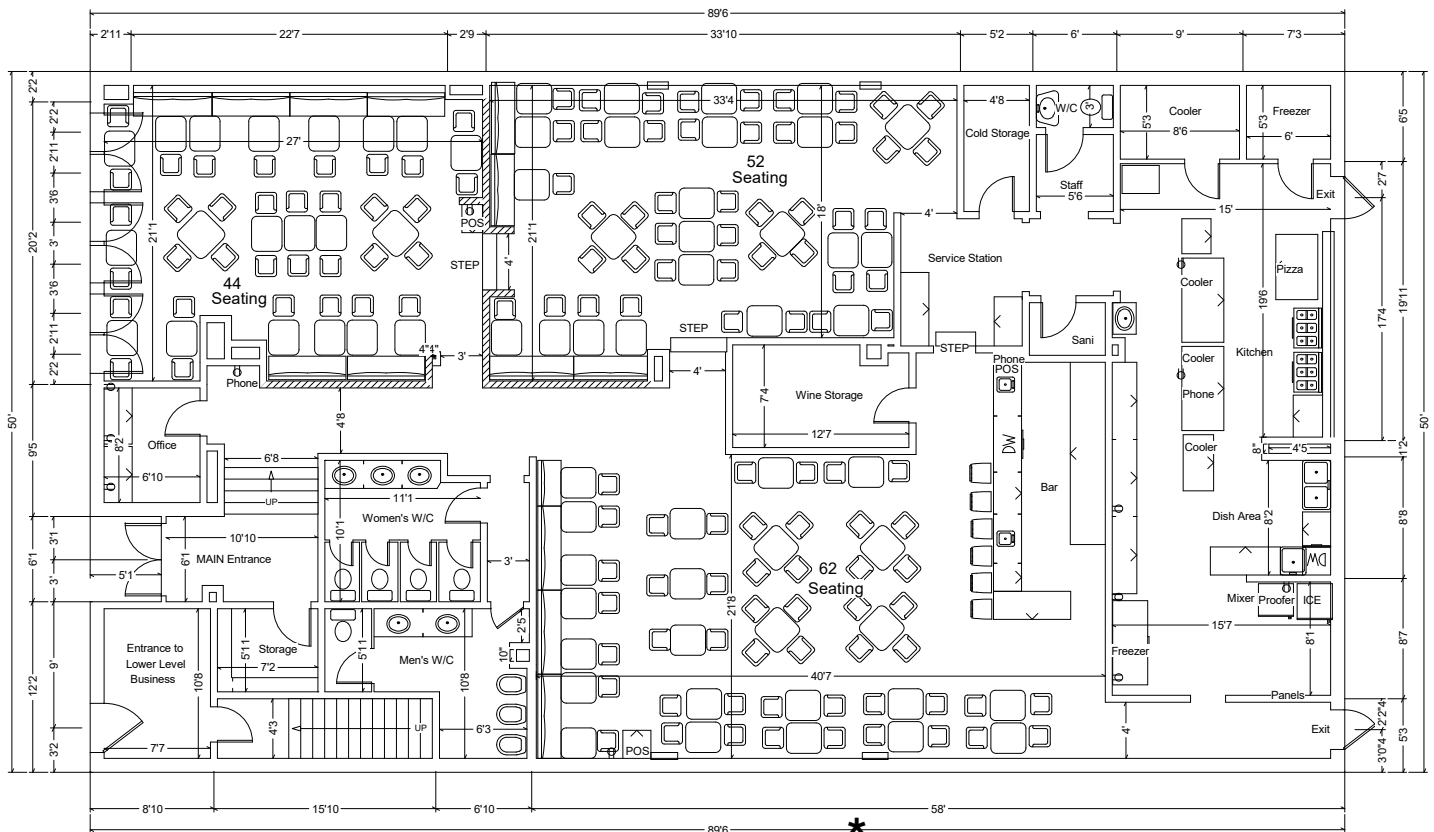 89'6
2'11
22'7
2'9
33'10
5'2
6'
9'
7'3
50'
2'2
20'2
9'5
6'1
12'2
2'2
2'11
3'6
3'
3'6
2'11
2'2
3'1
3'
9'
3'2
27'
21'1
44
Seating
POS
STEP
4'
21'1
33'4
52
Seating
18'
STEP
4'
4'8
Cold Storage
W/C
3'
Staff
5'6
5'3
Cooler
8'6
5'3
Freezer
6'
Exit
15'
4'
Service Station
Cooler
Pizza
19'6
Kitchen
Cooler
Phone
Cooler
Sani
STEP
Phone
POS
4"
4"
3'
Phone
4'
7'4
Wine Storage
12'7
4'8
8'2
Office
6'10
6'8
UP
11'1
Women's W/C
10'1
3'
DW
Bar
8"
4'5
8'2
Dish Area
DW
10'10
MAIN Entrance
6'1
5'1
62
Seating
21'8
Mixer
Proofer
ICE
15'7
8'1
Freezer
Entrance to
Lower Level
Business
10'8
7'7
5'11
Storage
7'2
5'11
Men's W/C
10'8
2'5
10"
40'7
Panels
4'3
UP
6'3
POS
4'
Exit
6'5
19'11
1'2
8'8
8'7
5'3
2'7
17'4
2'2"4
3'0"4
50'
8'10
15'10
6'10
58'
89'6
*